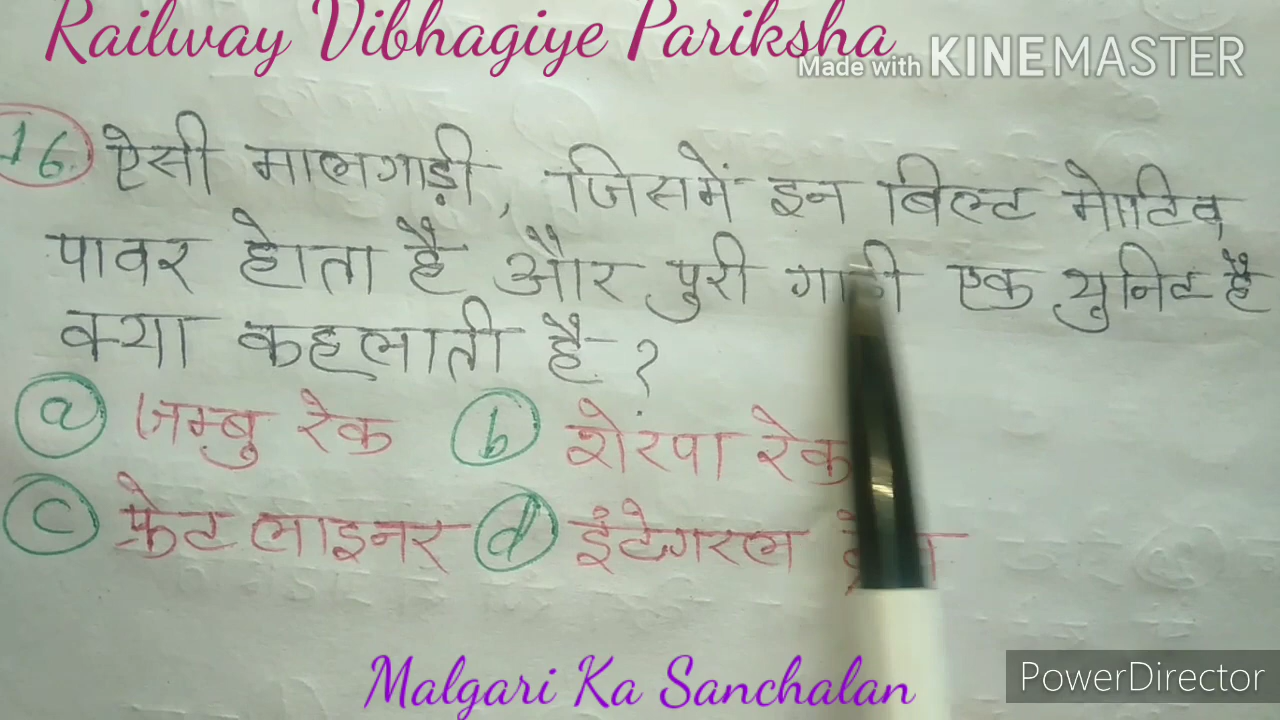 Railway Vibhagiye Pariksha
Made with KINEMASTER
16. ऐसी मालगाड़ी, जिसमें इन बिल्ट मोटिव
पावर होता है और पुरी गाडी एक युनिट है
क्या कहलाती है ?
a जम्बु रेक b शेरपा रेक
c फ्रेट लाइनर d इंटेगरल
Malgari Ka Sanchalan
PowerDirector